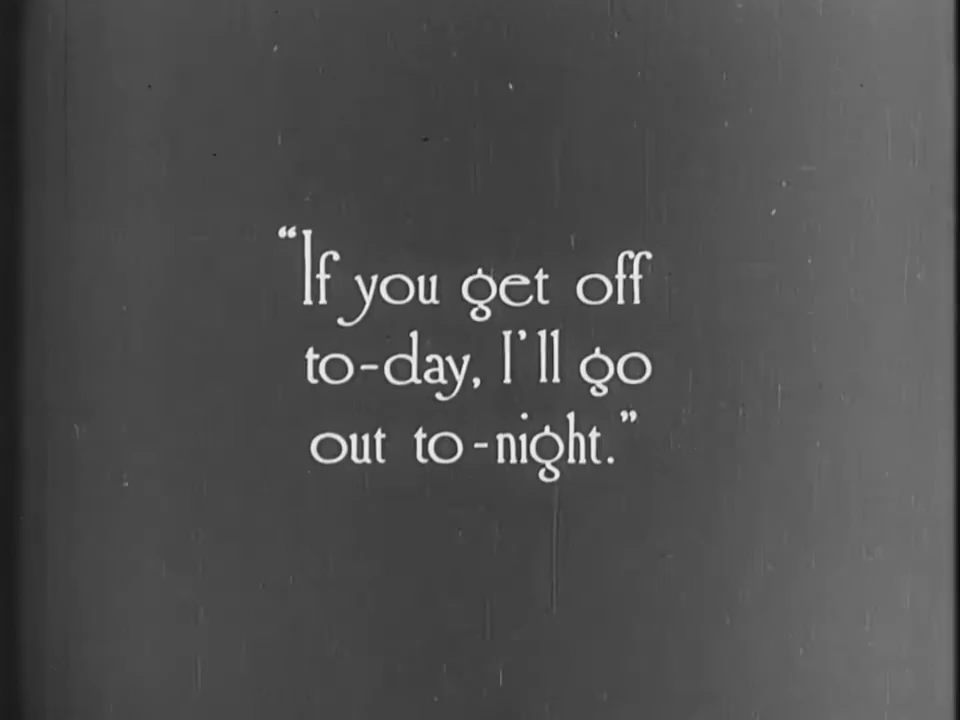 “If you get off
to-day, I'll go
out to-night.”